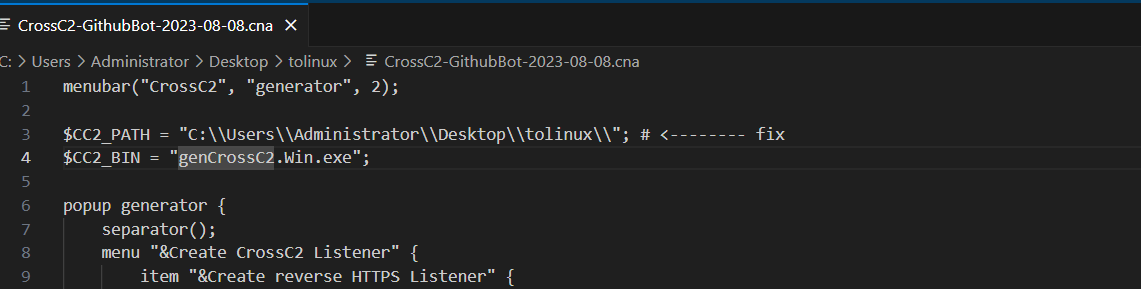 CrossC2-GithubBot-2023-08-08.cna ×
C: > Users > Administrator > Desktop > tolinux > CrossC2-GithubBot-2023-08-08.cna
1 menubar("CrossC2", "generator", 2);
2
3 $CC2_PATH = "C:\\Users\\Administrator\\Desktop\\tolinux\\"; # <-------- fix
4 $CC2_BIN = "genCrossC2.Win.exe";
5
6 popup generator {
7 separator();
8 menu "&Create CrossC2 Listener" {
9 item "&Create reverse HTTPS Listener" {